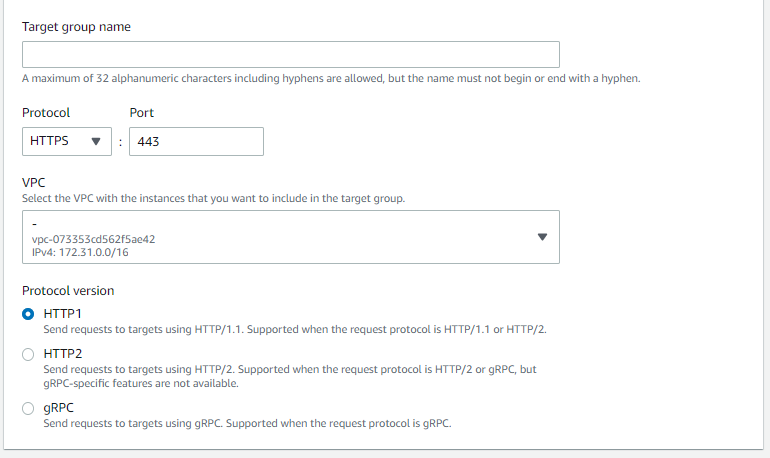 Target group name
A maximum of 32 alphanumeric characters including hyphens are allowed, but the name must not begin or end with a hyphen.
Protocol Port
HTTPS : 443
VPC
Select the VPC with the instances that you want to include in the target group.
-
vpc-073353cd562f5ae42
IPv4: 172.31.0.0/16
Protocol version
HTTP1
Send requests to targets using HTTP/1.1. Supported when the request protocol is HTTP/1.1 or HTTP/2.
HTTP2
Send requests to targets using HTTP/2. Supported when the request protocol is HTTP/2 or gRPC, but
gRPC-specific features are not available.
gRPC
Send requests to targets using gRPC. Supported when the request protocol is gRPC.